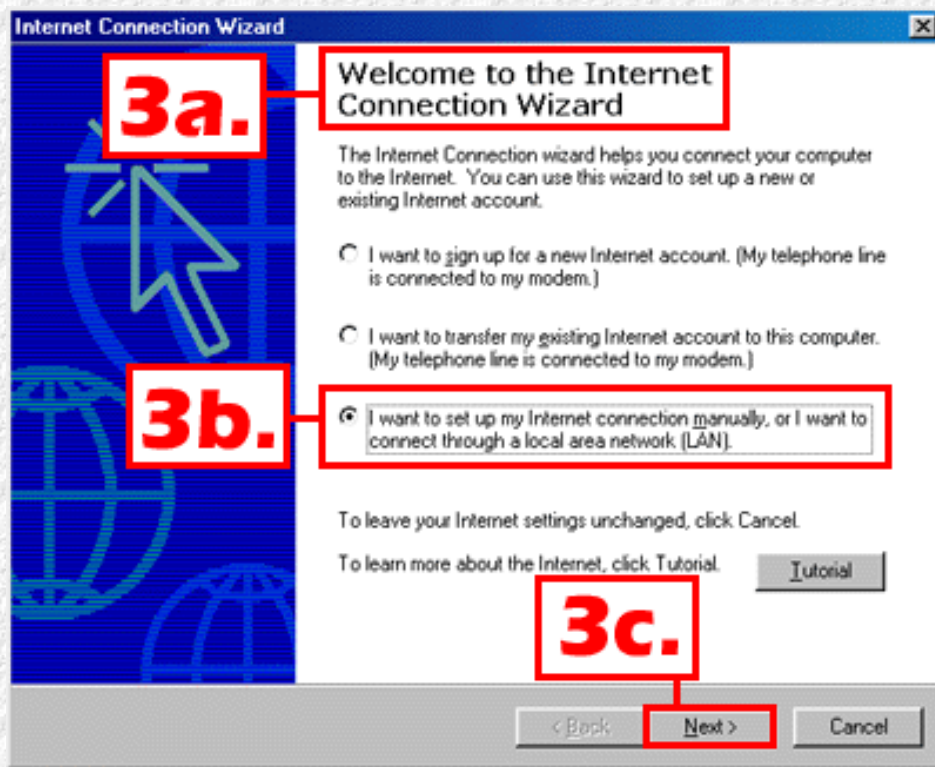 Internet Connection Wizard
3a.
Welcome to the Internet
Connection Wizard
The Internet Connection wizard helps you connect your computer
to the Internet. You can use this wizard to set up a new or
existing Internet account.
I want to sign up for a new Internet account. (My telephone line
is connected to my modem.)
I want to transfer my existing Internet account to this computer.
(My telephone line is connected to my modem.)
3b.
I want to set up my Internet connection manually, or I want to
connect through a local area network (LAN).
To leave your Internet settings unchanged, click Cancel.
To learn more about the Internet, click Tutorial.
Tutorial
3c.
< Back
Next >
Cancel